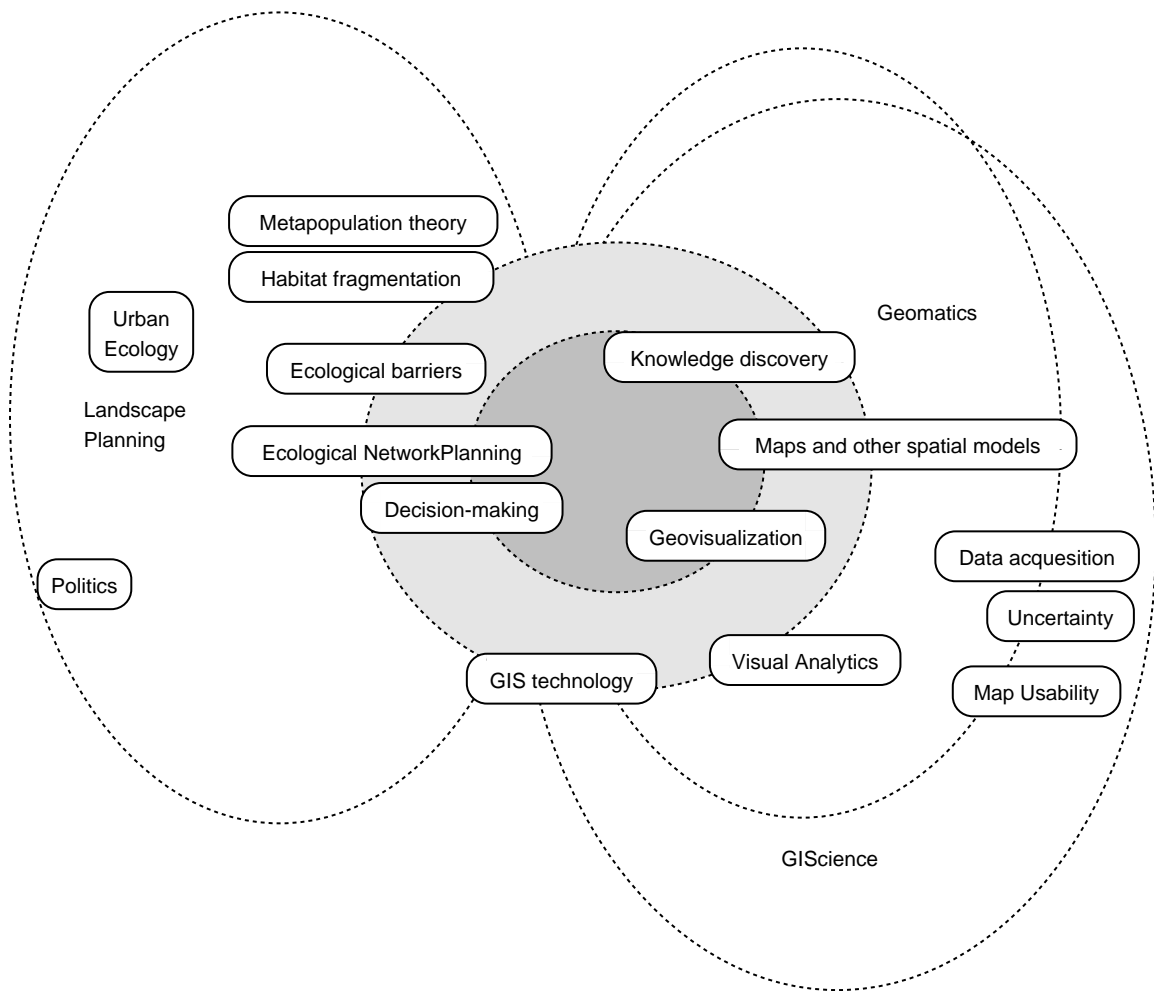 Metapopulation theory
Habitat fragmentation
Urban
Ecology
Geomatics
Knowledge discovery
Ecological barriers
Landscape
Planning
Ecological NetworkPlanning
Maps and other spatial models
Decision-making
Geovisualization
Data acquesition
Politics
Uncertainty
Visual Analytics
GIS technology
Map Usability
GIScience